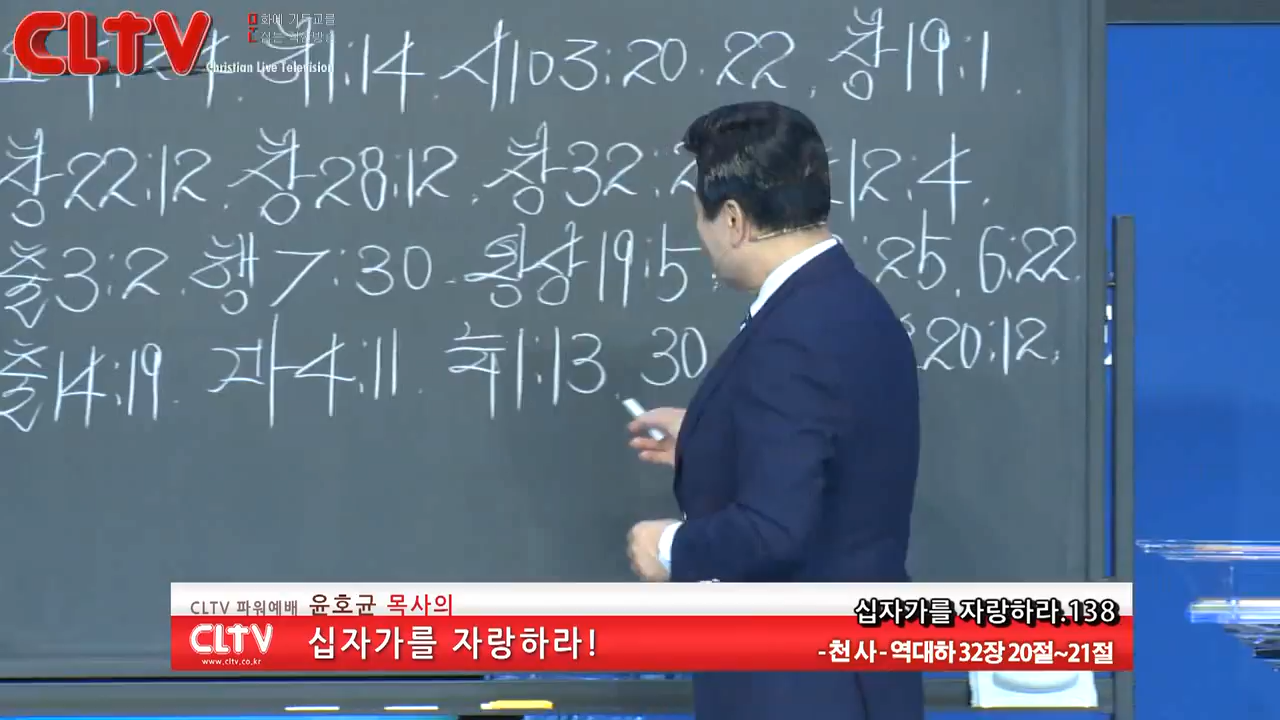 CLTV
Christian Live Television
1:14. 시103:20. 22. 창19:1.
창22:12. 창28:12. 창32: 12:4.
출3:2. 행7:30. 왕상19:5 :25. 6:22.
출14:19. 과4:11. 눅1:13 30 20:12.
CLTV 파워예배 윤호균 목사의
십자가를 자랑하라.138
CLTV
www.cltv.co.kr
십자가를 자랑하라!
-천사-역대하 32장 20절~21절